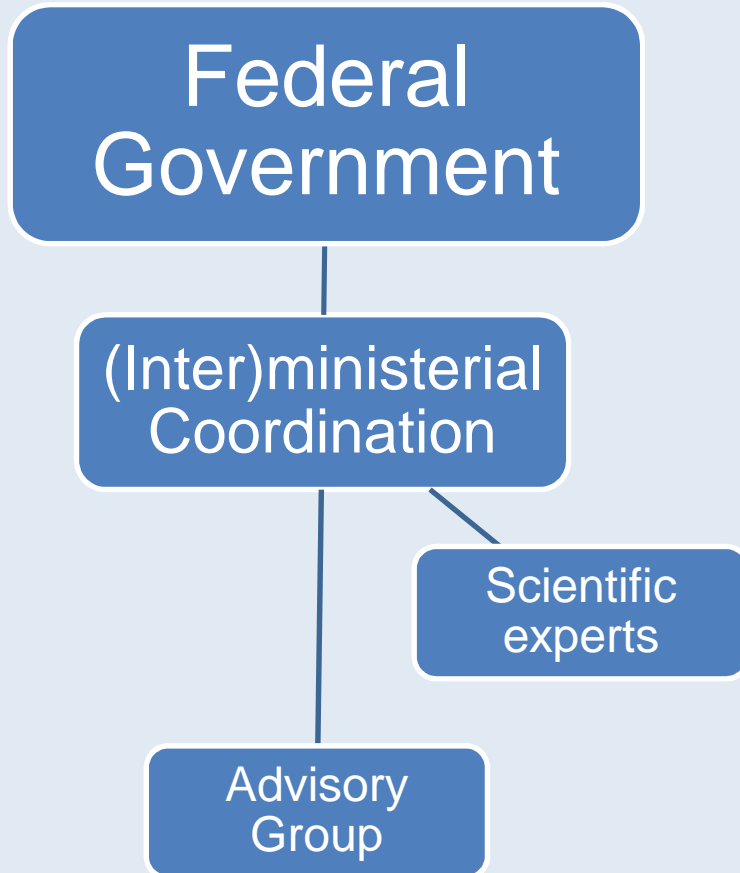 Federal
Government
(Inter)ministerial
Coordination
Scientific
experts
Advisory
Group